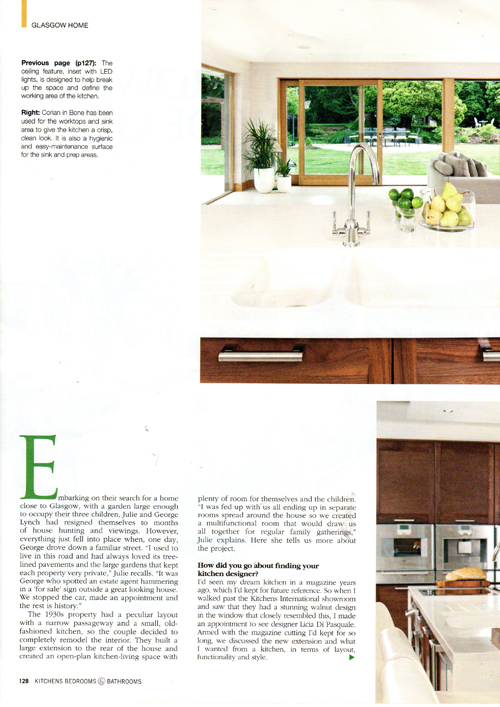 GLASGOW HOME
Previous page (p127): The
ceiling feature, inset with LED
lights, is designed to help break
up the space and define the
working area of the kitchen.
Right: Corian in Bone has been
used for the worktops and sink
area to give the kitchen a crisp,
clean look. It is also a hygienic
and easy-maintenance surface
for the sink and prep areas.
Embarking on their search for a home
close to Glasgow, with a garden large enough
to occupy their three children, Julie and George
Lynch had resigned themselves to months
of house hunting and viewings. However,
everything just fell into place when, one day,
George drove down a familiar street. "I used to
live in this road and had always loved its tree-
lined pavements and the large gardens that kept
each property very private," Julie recalls. "It was
George who spotted an estate agent hammering
in a 'for sale' sign outside a great looking house.
We stopped the car, made an appointment and
the rest is history."
The 1930s property had a peculiar layout
with a narrow passageway and a small, old-
fashioned kitchen, so the couple decided to
completely remodel the interior. They built a
large extension to the rear of the house and
created an open-plan kitchen-living space with
plenty of room for themselves and the children.
"I was fed up with us all ending up in separate
rooms spread around the house so we created
a multifunctional room that would draw us
all together for regular family gatherings,"
Julie explains. Here she tells us more about
the project.
How did you go about finding your
kitchen designer?
I'd seen my dream kitchen in a magazine years
ago, which I'd kept for future reference. So when I
walked past the Kitchens International showroom
and saw that they had a stunning walnut design
in the window that closely resembled this, I made
an appointment to see designer Licia Di Pasquale.
Armed with the magazine cutting I'd kept for so
long, we discussed the new extension and what
I wanted from a kitchen, in terms of layout,
functionality and style.
128 KITCHENS BEDROOMS & BATHROOMS